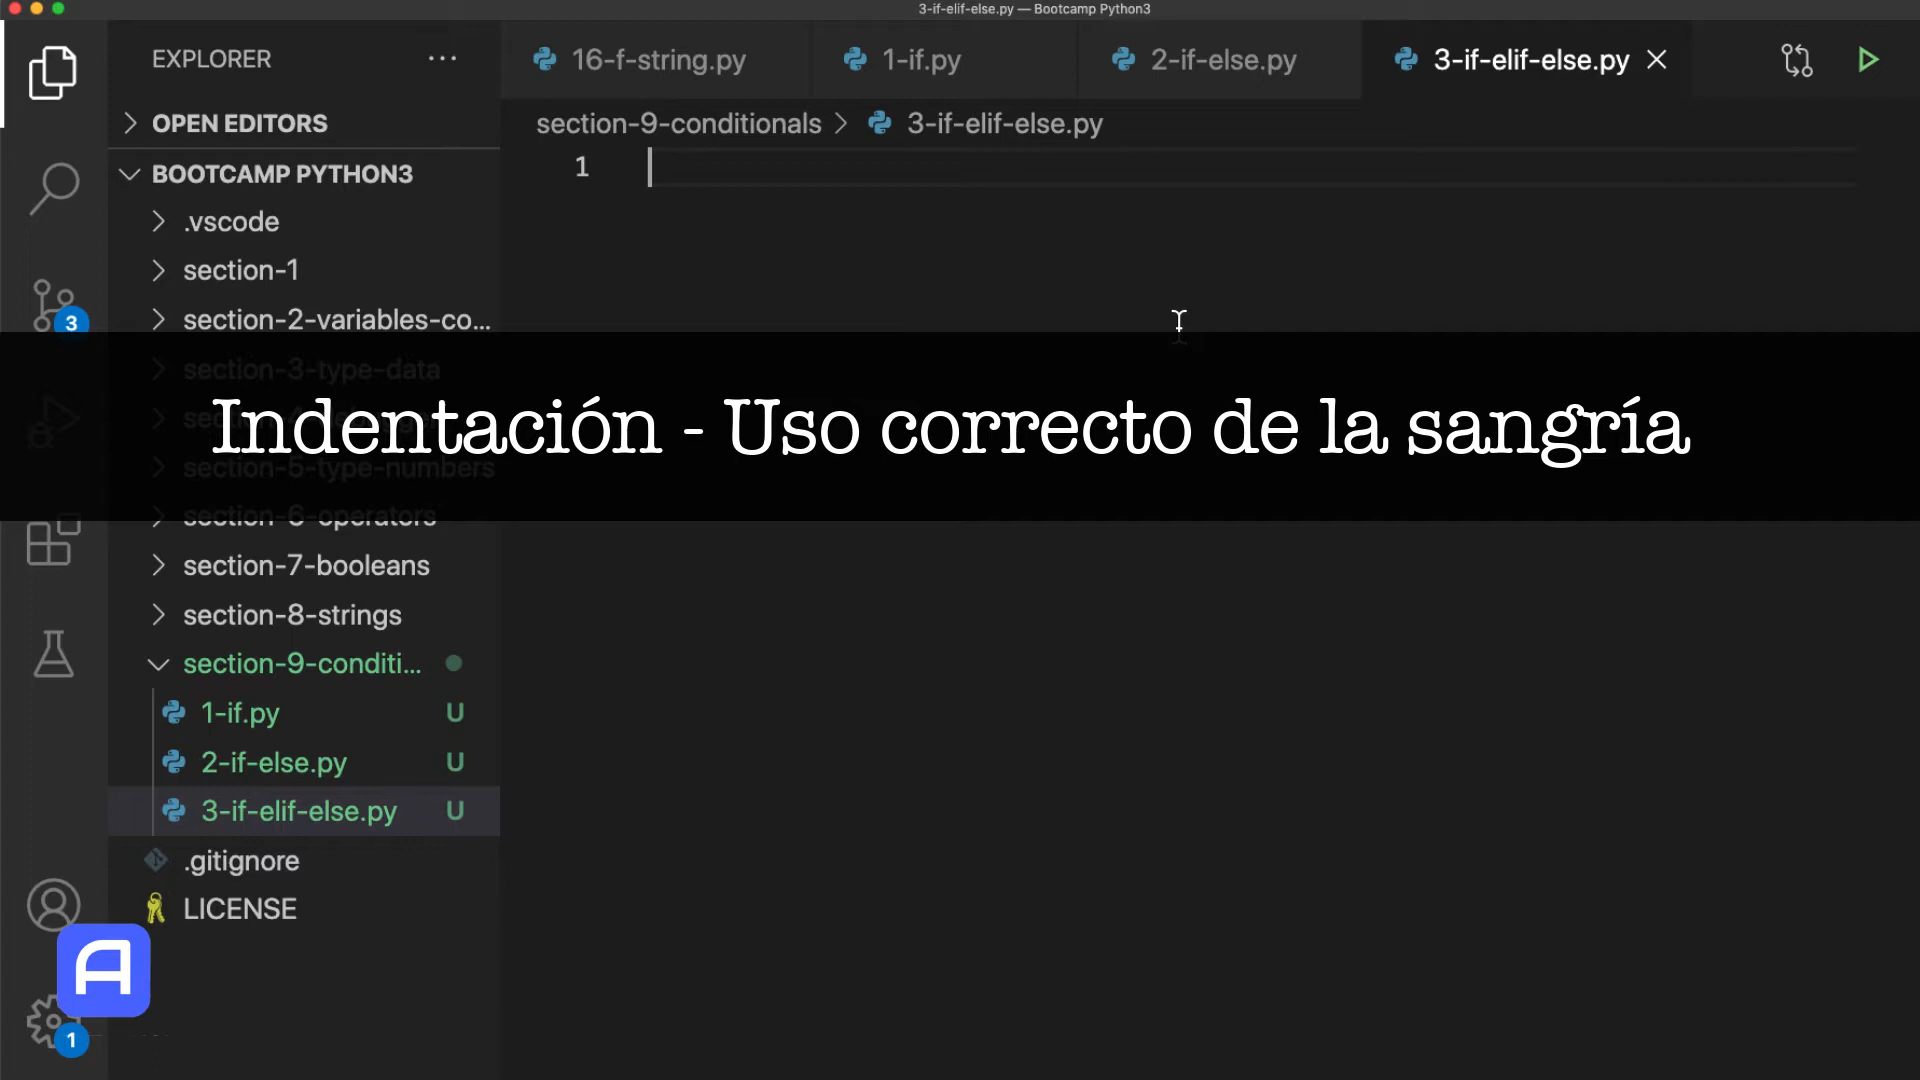 3-if-elif-else.py — Bootcamp Python3
EXPLORER
16-f-string.py
1-if.py
2-if-else.py
3-if-elif-else.py
OPEN EDITORS
section-9-conditionals
3-if-elif-else.py
1
BOOTCAMP PYTHON3
.vscode
section-1
section-2-variables-co...
3
section-3-type-data
Indentación - Uso correcto de la sangría
section-5-type-numbers
section-6-operators
section-7-booleans
section-8-strings
section-9-conditi...
1-if.py U
2-if-else.py U
3-if-elif-else.py U
.gitignore
LICENSE
A
1